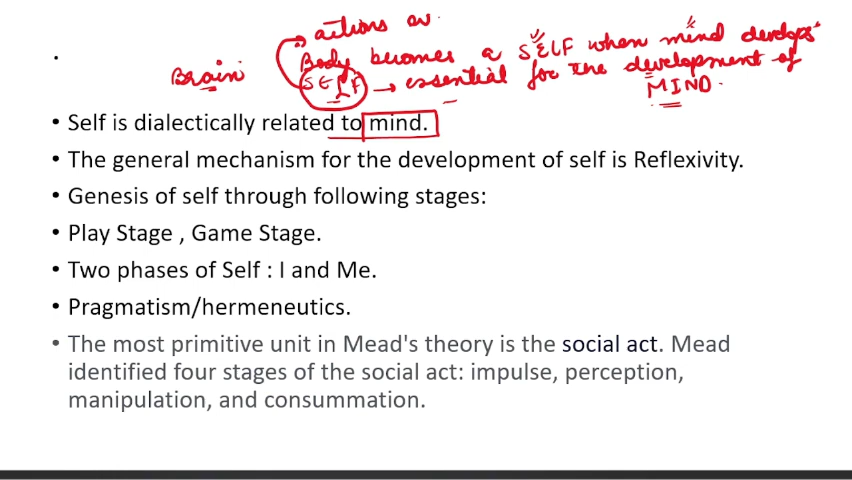 actions or
Body becomes a SELF when mind develops
Brain SELF → essential for the development of
MIND.
• Self is dialectically related to mind.
• The general mechanism for the development of self is Reflexivity.
• Genesis of self through following stages:
• Play Stage , Game Stage.
• Two phases of Self : I and Me.
• Pragmatism/hermeneutics.
• The most primitive unit in Mead's theory is the social act. Mead
identified four stages of the social act: impulse, perception,
manipulation, and consummation.